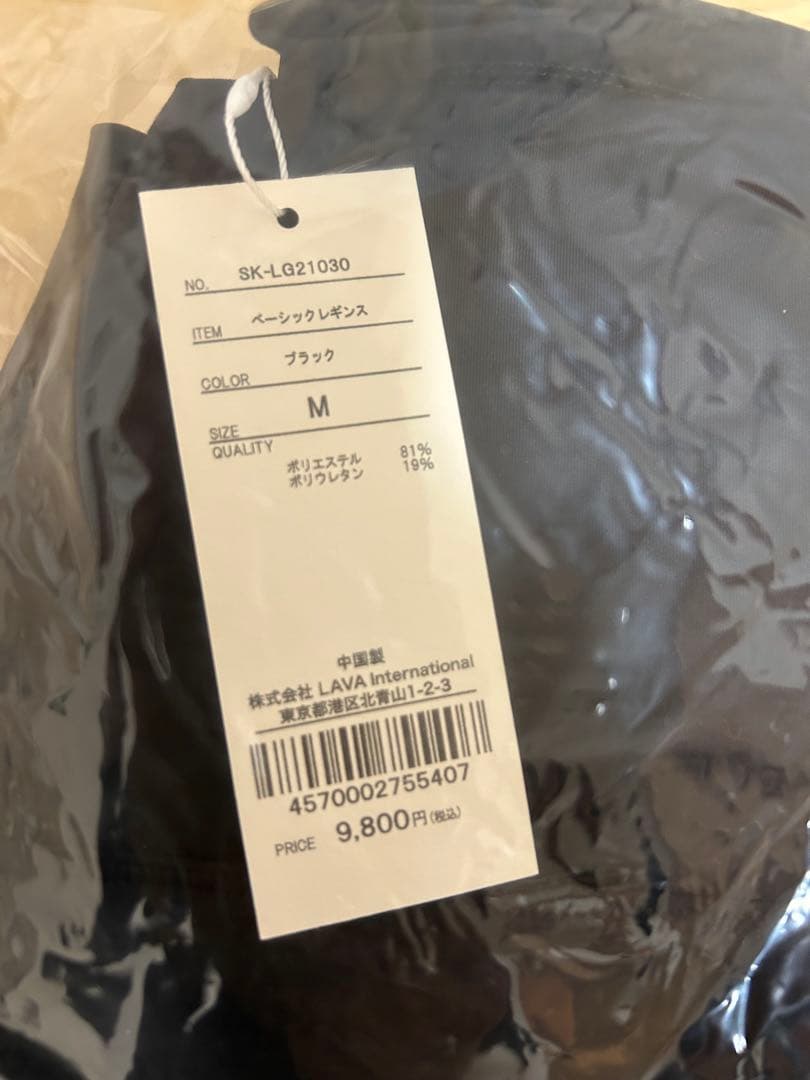 NO. SK-LG21030
ITEM ベーシックレギンス
COLOR ブラック
SIZE M
QUALITY
ポリエステル 81%
ポリウレタン 19%
中国製
株式会社 LAVA International
東京都港区北青山1-2-3
4570002755407
PRICE 9,800円(税込)